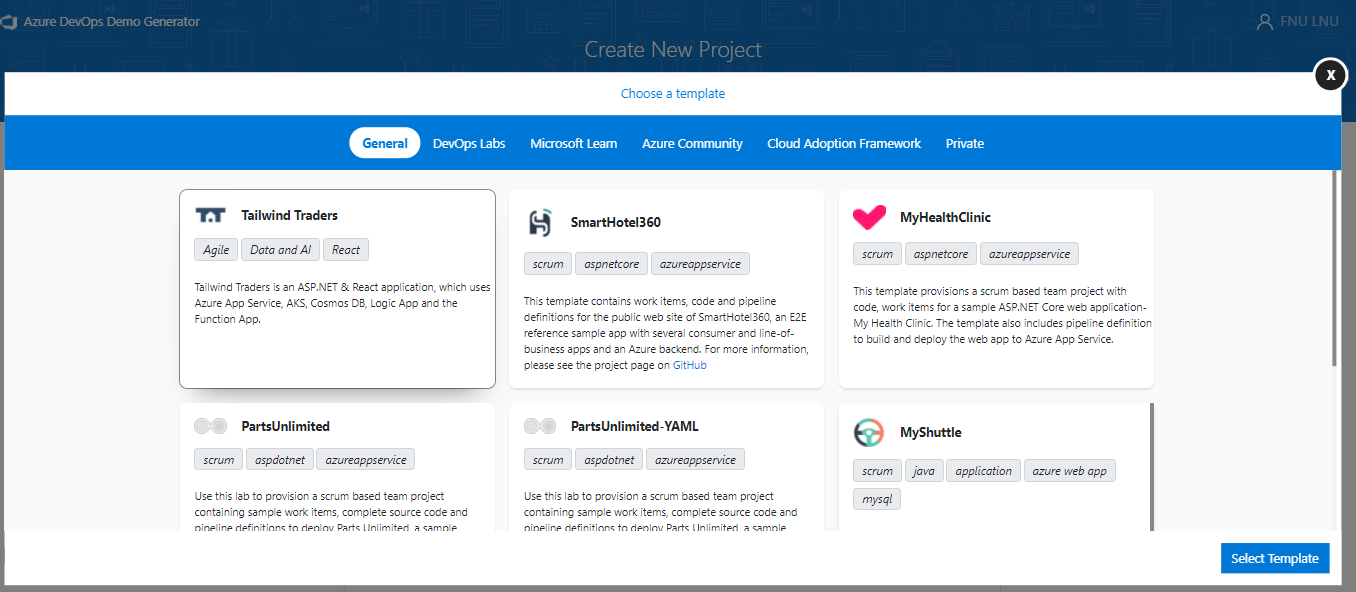 Azure DevOps Demo Generator
FNU LNU
Create New Project
X
Choose a template
General
DevOps Labs
Microsoft Learn
Azure Community
Cloud Adoption Framework
Private
Tailwind Traders
Agile
Data and AI
React
Tailwind Traders is an ASP.NET & React application, which uses
Azure App Service, AKS, Cosmos DB, Logic App and the
Function App.
SmartHotel360
scrum
aspnetcore
azureappservice
This template contains work items, code and pipeline
definitions for the public web site of SmartHotel360, an E2E
reference sample app with several consumer and line-of-
business apps and an Azure backend. For more information,
please see the project page on GitHub
MyHealthClinic
scrum
aspnetcore
azureappservice
This template provisions a scrum based team project with
code, work items for a sample ASP.NET Core web application-
My Health Clinic. The template also includes pipeline definition
to build and deploy the web app to Azure App Service.
PartsUnlimited
scrum
aspdotnet
azureappservice
Use this lab to provision a scrum based team project
containing sample work items, complete source code and
pipeline definitions to deploy Parts Unlimited, a sample
PartsUnlimited-YAML
scrum
aspdotnet
azureappservice
Use this lab to provision a scrum based team project
containing sample work items, complete source code and
pipeline definitions to deploy Parts Unlimited, a sample
MyShuttle
scrum
java
application
azure web app
mysql
Select Template